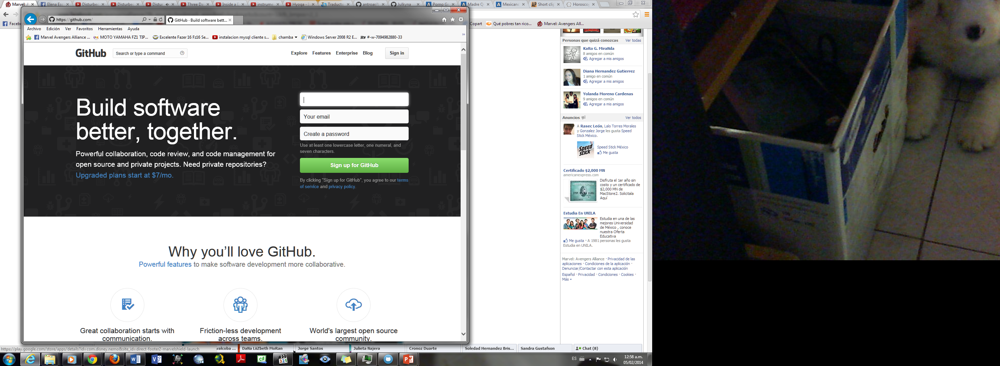 Marvel: A
Elena Esc
Disturbed
Disturbed
Distur
Three Da
Inside a D
instrume
Hyoga -
Traducto
antroar/t
Julkyna
Porno Gr
Madre Q
Mexicano
Short clip
Horosco
https://github.com/
GitHub · Build software bett...
Facebo
Copart
Qué pobres tan rico...
Marvel: Avengers All...
Archivo Edición Ver Favoritos Herramientas Ayuda
Marvel Avengers Alliance ...
MOTO YAMAHA FZ1 TIP...
Excelente Fazer 16 Fz16 Se...
instalacion mysql cliente s...
chamba
Windows Server 2008 R2 E...
jtv #-w-7094982880-33
GitHub
Search or type a command
Explore Features Enterprise Blog
Sign in
Build software
better, together.
Powerful collaboration, code review, and code management for
open source and private projects. Need private repositories?
Upgraded plans start at $7/mo.
Your email
Create a password
Use at least one lowercase letter, one numeral, and
seven characters.
Sign up for GitHub
By clicking "Sign up for GitHub", you agree to our terms
of service and privacy policy.
Why you'll love GitHub.
Powerful features to make software development more collaborative.
Great collaboration starts with
communication.
Friction-less development
across teams.
World's largest open source
community.
Personas que quizá conozcas Ver todas
KaRo G. MiraNda
8 amigos en común
Agregar a mis amigos
Diana Hernandez Gutierrez
1 amigo en común
Agregar a mis amigos
Yolanda Moreno Cardenas
9 amigos en común
Agregar a mis amigos
Anuncios Ver todos
A Rasec León, Lalo Torres Morales
y Gonzalez Jorge les gusta Speed
Stick México.
SPEED
STICK
Speed Stick México
Me gusta
Certificado $2,000 MN
americanexpress.com
Disfruta el 1er año sin
costo y un certificado de
$2,000 MN de
MacStore2. Solicitala
Aquí
Estudia En UNILA
Estudia en una de las
mejores Universidad
de México , conoce
nuestra Oferta
Educativa
Me gusta · A 1981 personas les gusta
Estudia en UNILA.
Marvel: Avengers Alliance · Privacidad de las
aplicaciones · Condiciones de la aplicación ·
Denunciar/Contactar con esta aplicación
Español · Privacidad · Condiciones · Cookies ·
Más
https://play.google.com/store/apps/details?id=com.disney.nemo&site_id=direct-footer2-marvelshield-launch
valcoba ...
DaNa LiiZbeth MoRan
Jorge Santos
Julieta Najera
Cronoz Duarte
Soledad Hernandez Bris...
Sandra Gustafson
Chat (8)
ES
12:58 a.m.
05/02/2014